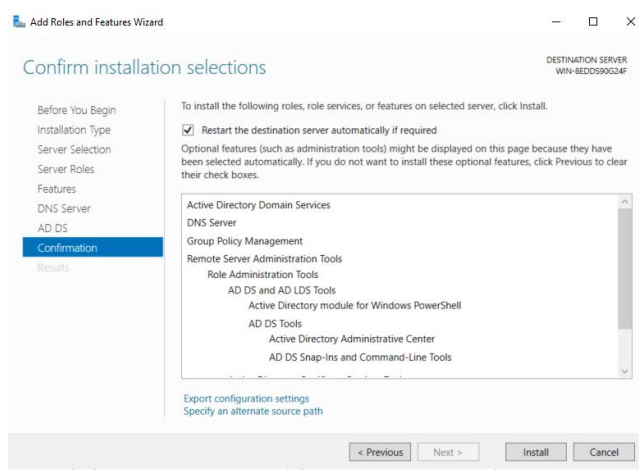 Add Roles and Features Wizard
Confirm installation selections
DESTINATION SERVER
WIN-8EDDS90G24F
Before You Begin
Installation Type
Server Selection
Server Roles
Features
DNS Server
AD DS
Confirmation
Results
To install the following roles, role services, or features on selected server, click Install.
Restart the destination server automatically if required
Optional features (such as administration tools) might be displayed on this page because they have
been selected automatically. If you do not want to install these optional features, click Previous to clear
their check boxes.
Active Directory Domain Services
DNS Server
Group Policy Management
Remote Server Administration Tools
Role Administration Tools
AD DS and AD LDS Tools
Active Directory module for Windows PowerShell
AD DS Tools
Active Directory Administrative Center
AD DS Snap-Ins and Command-Line Tools
Export configuration settings
Specify an alternate source path
< Previous
Next >
Install
Cancel